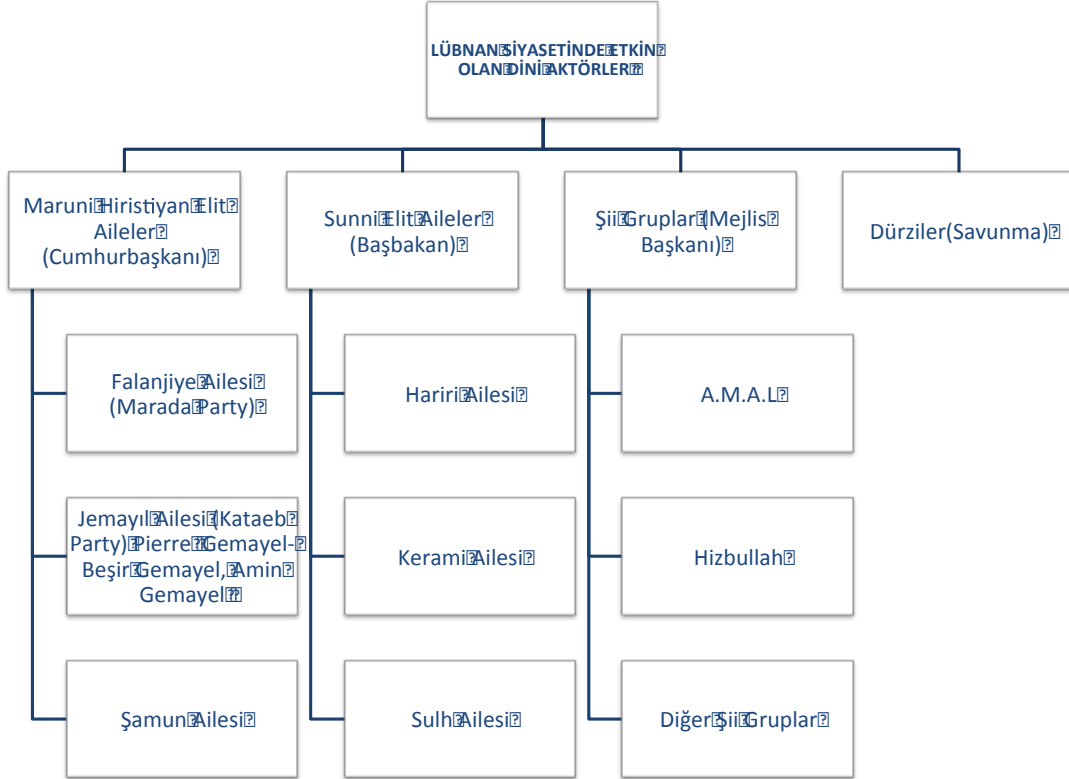 LÜBNAN SİYASETİNDE ETKİN
OLAN DİNİ AKTÖRLER
Maruni Hiristiyan Elit
Aileler
(Cumhurbaşkanı)
Sunni Elit Aileler
(Başbakan)
Şii Gruplar (Mejlis
Başkanı)
Dürziler(Savunma)
Falanjiye Ailesi
(Marada Party)
Hariri Ailesi
A.M.A.L
Jemayıl Ailesi (Kataeb
Party) Pierre Gemayel-
Beşir Gemayel, Amin
Gemayel
Kerami Ailesi
Hizbullah
Şamun Ailesi
Sulh Ailesi
Diğer Şii Gruplar